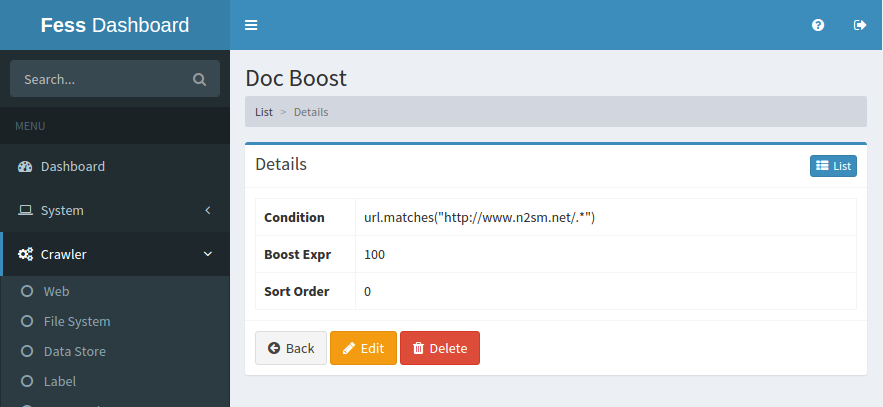 Fess Dashboard
Search...
MENU
Dashboard
System
Crawler
Web
File System
Data Store
Label
Doc Boost
List > Details
Details
List
Condition url.matches("http://www.n2sm.net/.*")
Boost Expr 100
Sort Order 0
Back Edit Delete